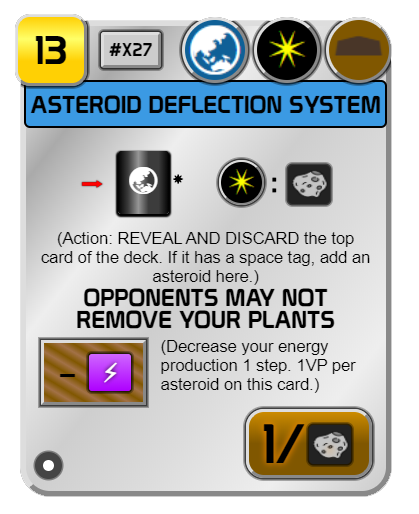 13
#X27
ASTEROID DEFLECTION SYSTEM
* :
(Action: REVEAL AND DISCARD the top
card of the deck. If it has a space tag, add an
asteroid here.)
OPPONENTS MAY NOT
REMOVE YOUR PLANTS
(Decrease your energy
production 1 step. 1VP per
asteroid on this card.)
-
1/